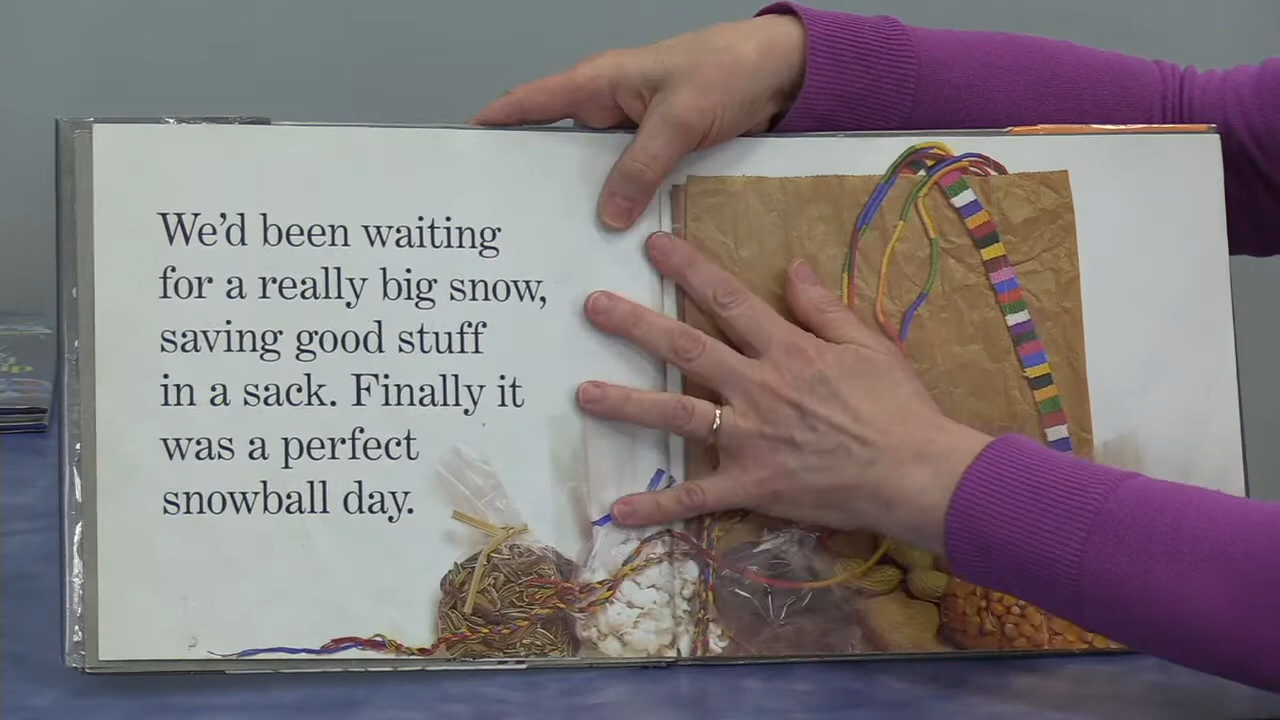 We'd been waiting
for a really big snow,
saving good stuff
in a sack. Finally it
was a perfect
snowball day.